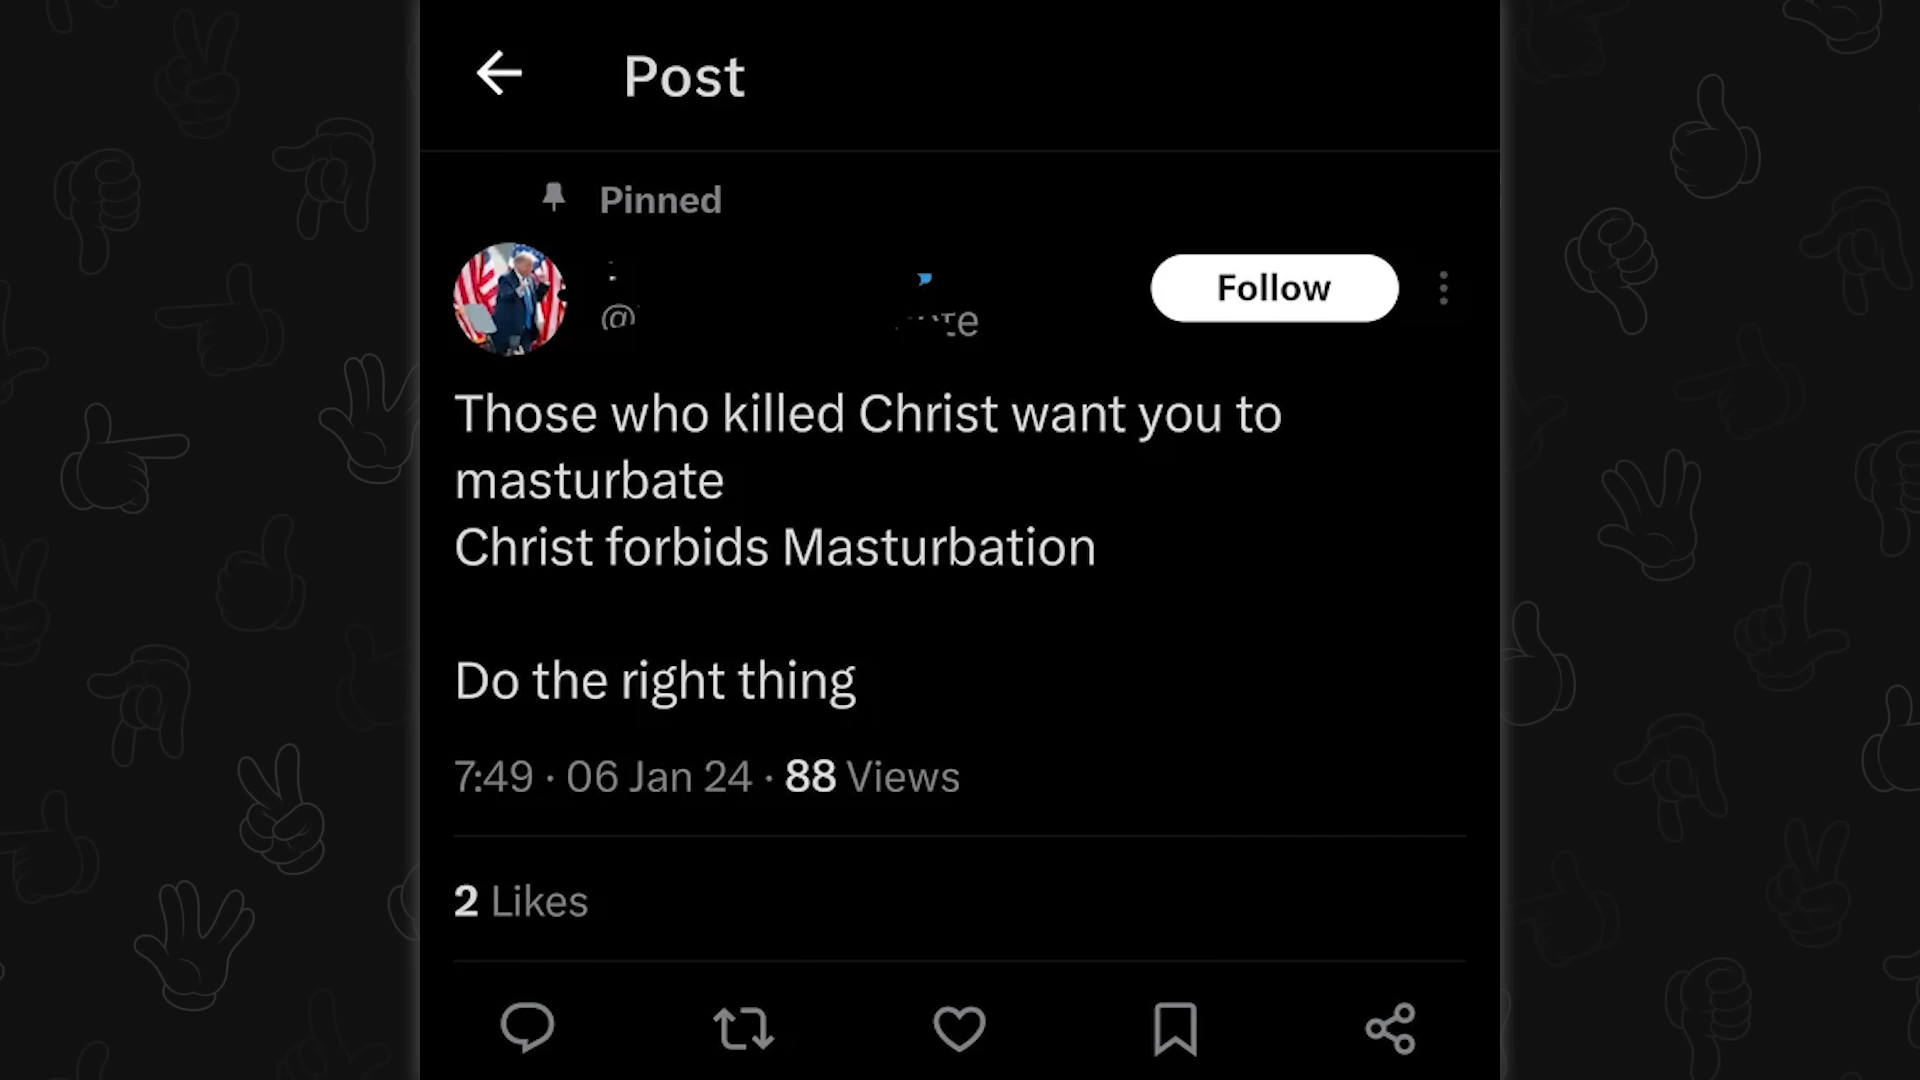 Post
Pinned
@
Follow
Those who killed Christ want you to
masturbate
Christ forbids Masturbation
Do the right thing
7:49 · 06 Jan 24 · 88 Views
2 Likes